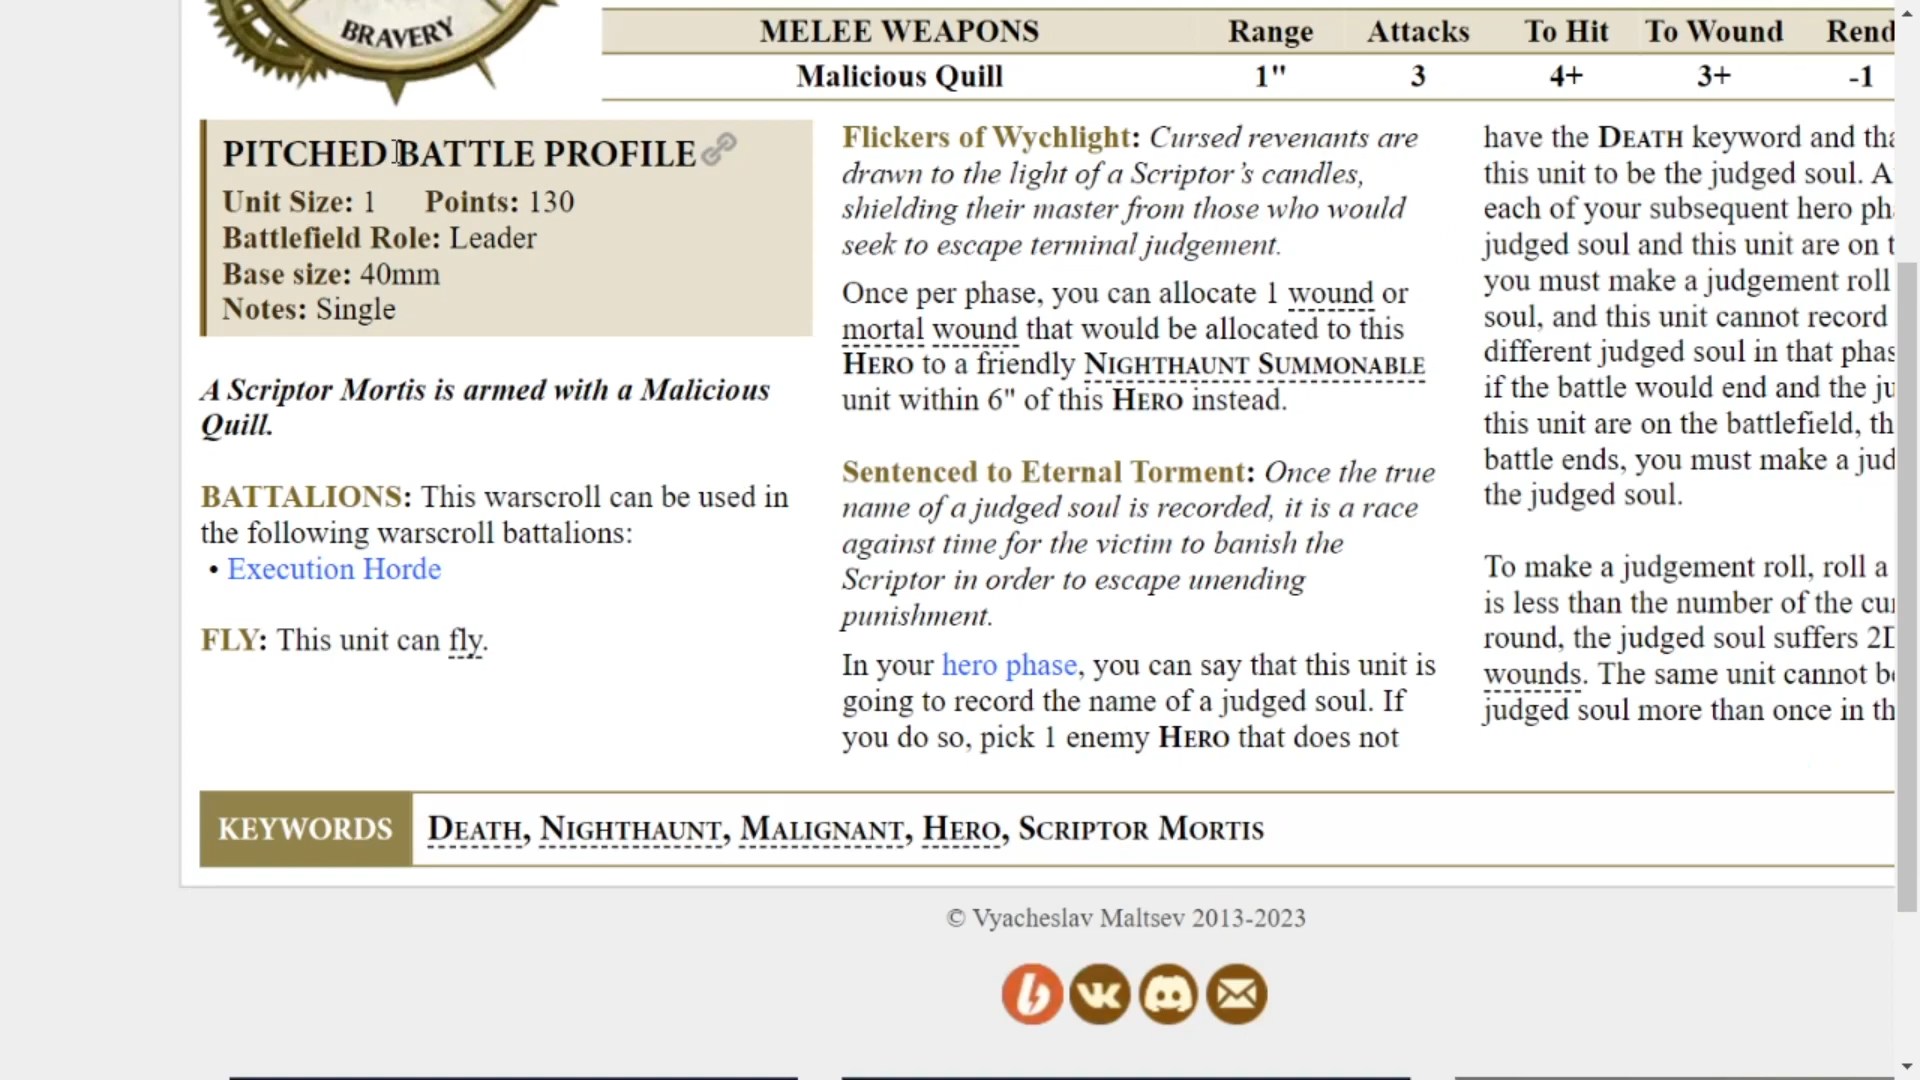 BRAVERY
MELEE WEAPONS Range Attacks To Hit To Wound Rend
Malicious Quill 1" 3 4+ 3+ -1
PITCHED BATTLE PROFILE
Unit Size: 1 Points: 130
Battlefield Role: Leader
Base size: 40mm
Notes: Single
A Scriptor Mortis is armed with a Malicious
Quill.
BATTALIONS: This warscroll can be used in
the following warscroll battalions:
• Execution Horde
FLY: This unit can fly.
Flickers of Wychlight: Cursed revenants are
drawn to the light of a Scriptor's candles,
shielding their master from those who would
seek to escape terminal judgement.
Once per phase, you can allocate 1 wound or
mortal wound that would be allocated to this
HERO to a friendly NIGHTHAUNT SUMMONABLE
unit within 6" of this HERO instead.
Sentenced to Eternal Torment: Once the true
name of a judged soul is recorded, it is a race
against time for the victim to banish the
Scriptor in order to escape unending
punishment.
In your hero phase, you can say that this unit is
going to record the name of a judged soul. If
you do so, pick 1 enemy HERO that does not
have the DEATH keyword and
this unit to be the judged soul.
each of your subsequent hero
judged soul and this unit are on
you must make a judgement roll
soul, and this unit cannot record
different judged soul in that
if the battle would end and the
this unit are on the battlefield,
battle ends, you must make a
the judged soul.
To make a judgement roll, roll a
is less than the number of the
round, the judged soul suffers
wounds. The same unit cannot
judged soul more than once in
KEYWORDS DEATH, NIGHTHAUNT, MALIGNANT, HERO, SCRIPTOR MORTIS
© Vyacheslav Maltsev 2013-2023